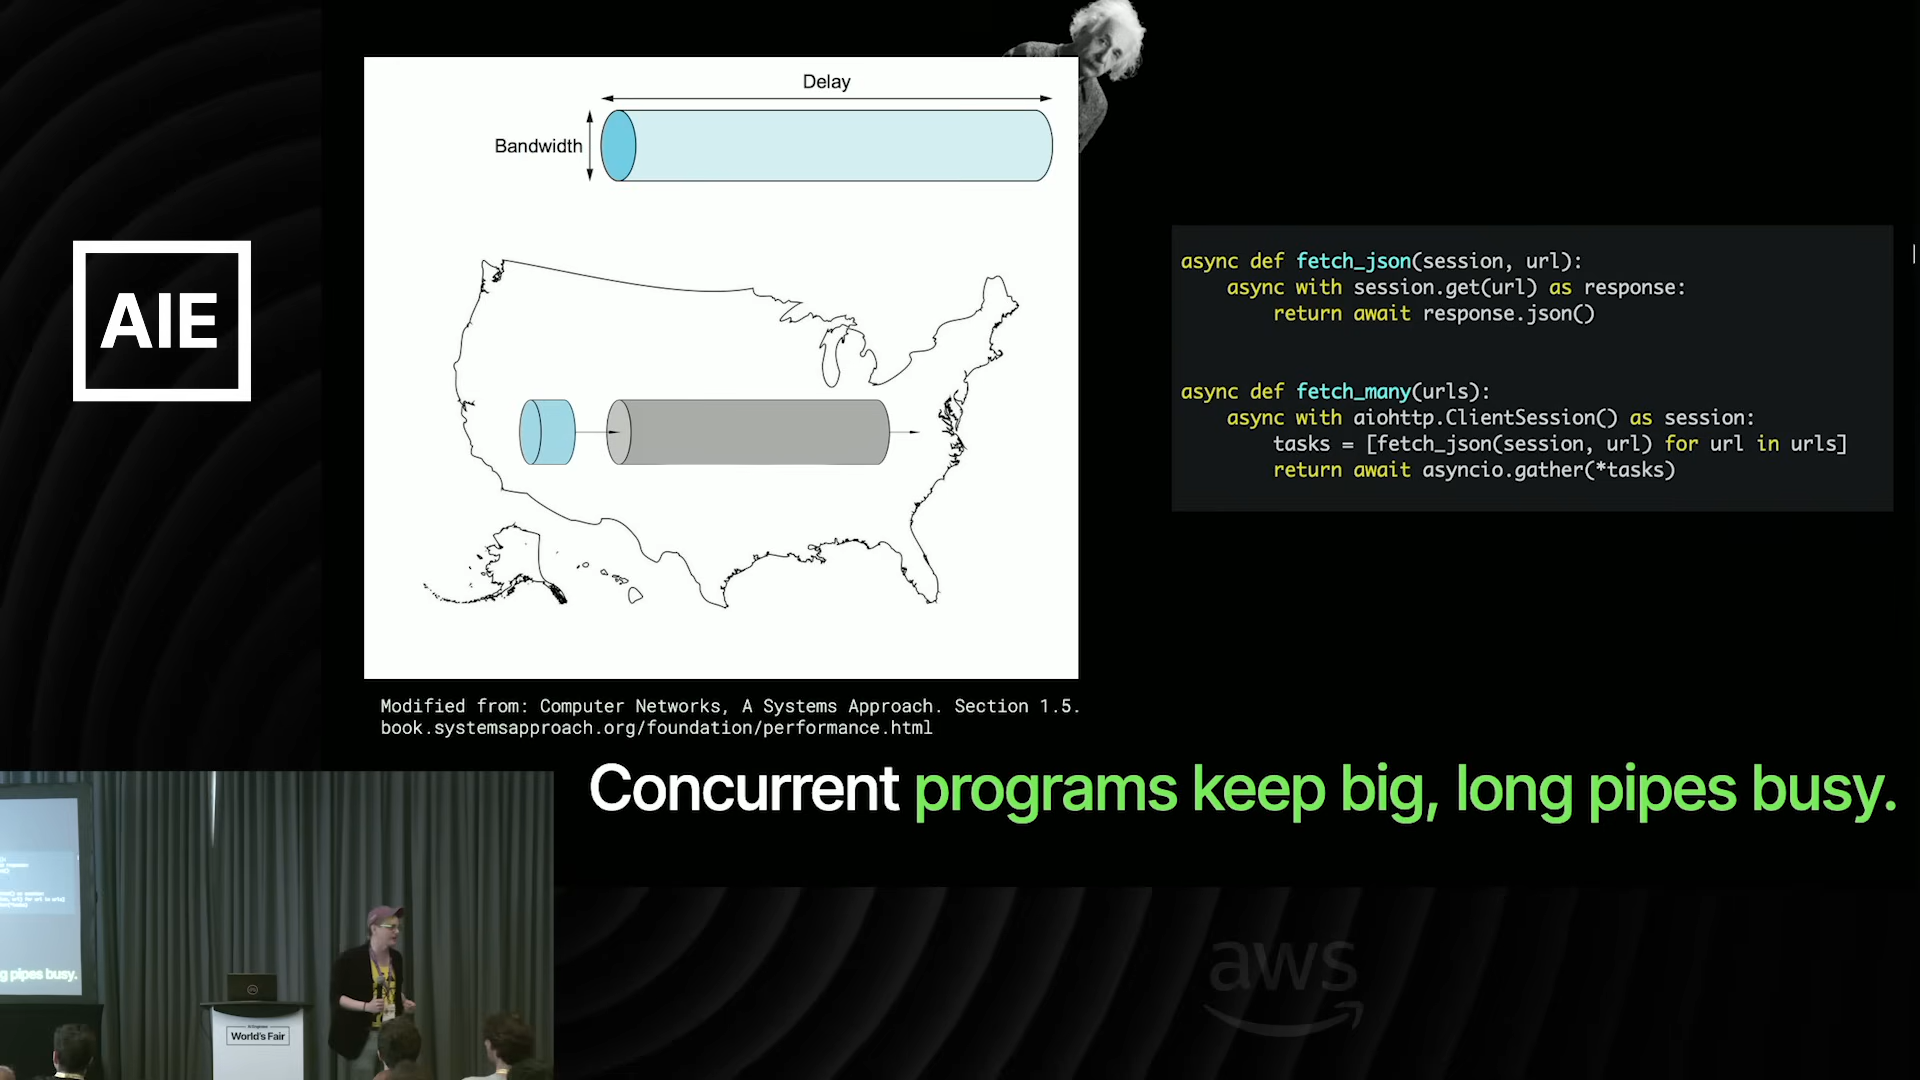 AIE
Delay
Bandwidth
Modified from: Computer Networks, A Systems Approach. Section 1.5.
book.systemsapproach.org/foundation/performance.html
async def fetch_json(session, url):
    async with session.get(url) as response:
        return await response.json()
async def fetch_many(urls):
    async with aiohttp.ClientSession() as session:
        tasks = [fetch_json(session, url) for url in urls]
        return await asyncio.gather(*tasks)
Concurrent programs keep big, long pipes busy.
g pipes busy.
World's Fair
aws